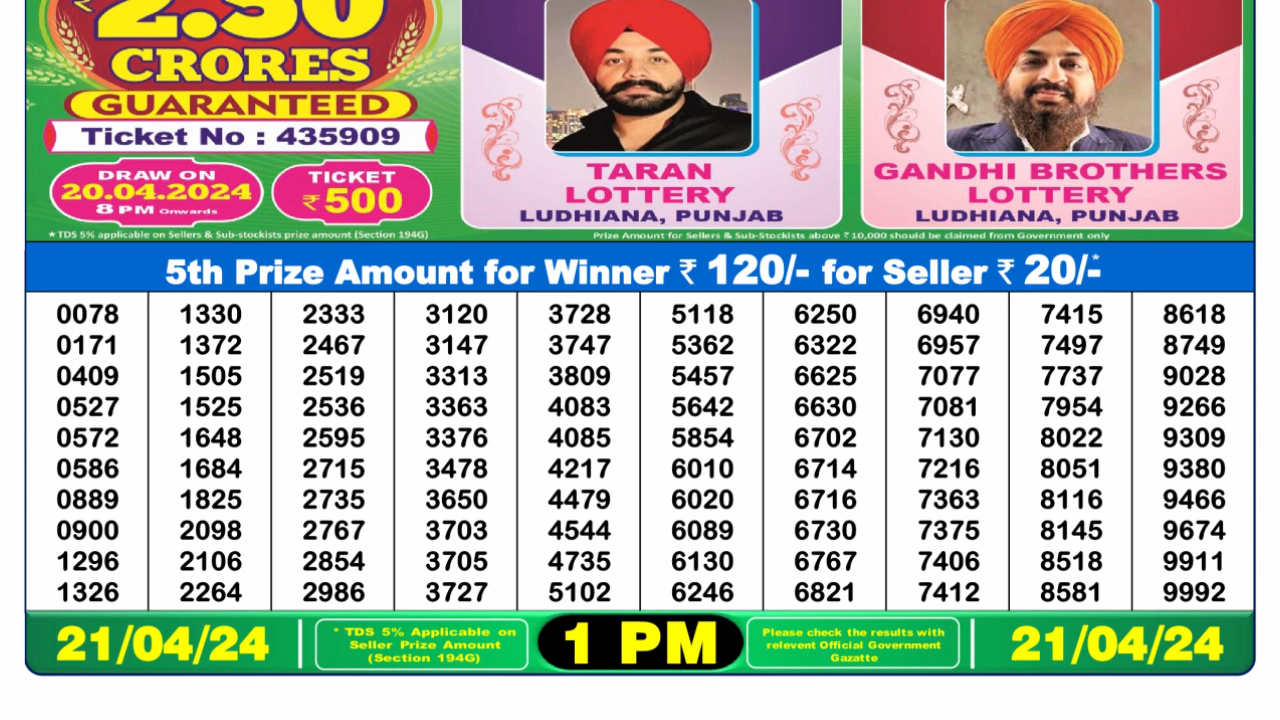 ₹ 2.50
CRORES
GUARANTEED
Ticket No : 435909
DRAW ON
20.04.2024
8 PM Onwards
TICKET
₹ 500
TARAN
LOTTERY
LUDHIANA, PUNJAB
GANDHI BROTHERS
LOTTERY
LUDHIANA, PUNJAB
★ TDS 5% applicable on Sellers & Sub-stockists prize amount (Section 194G)
Prize Amount for Sellers & Sub-Stockists above ₹ 10,000 should be claimed from Government only
5th Prize Amount for Winner ₹ 120/- for Seller ₹ 20/-*
0078 1330 2333 3120 3728 5118 6250 6940 7415 8618
0171 1372 2467 3147 3747 5362 6322 6957 7497 8749
0409 1505 2519 3313 3809 5457 6625 7077 7737 9028
0527 1525 2536 3363 4083 5642 6630 7081 7954 9266
0572 1648 2595 3376 4085 5854 6702 7130 8022 9309
0586 1684 2715 3478 4217 6010 6714 7216 8051 9380
0889 1825 2735 3650 4479 6020 6716 7363 8116 9466
0900 2098 2767 3703 4544 6089 6730 7375 8145 9674
1296 2106 2854 3705 4735 6130 6767 7406 8518 9911
1326 2264 2986 3727 5102 6246 6821 7412 8581 9992
21/04/24
* TDS 5% Applicable on
Seller Prize Amount
(Section 194G)
1 PM
Please check the results with
relevent Official Government
Gazatte
21/04/24